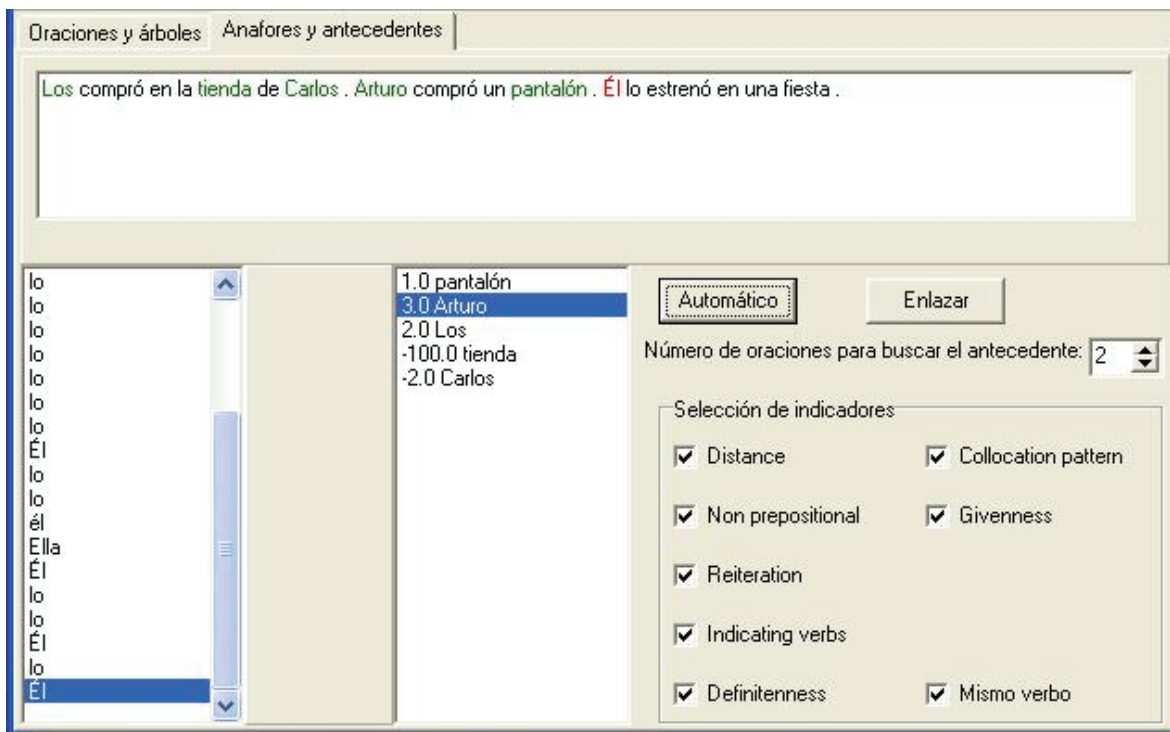 Oraciones y árboles
Anafores y antecedentes
Los compró en la tienda de Carlos . Arturo compró un pantalón . Él lo estrenó en una fiesta .
lo
lo
lo
lo
lo
lo
lo
Él
lo
lo
él
Ella
Él
lo
lo
Él
lo
Él
1.0 pantalón
3.0 Arturo
2.0 Los
-100.0 tienda
-2.0 Carlos
Automático
Enlazar
Número de oraciones para buscar el antecedente: 2
Selección de indicadores
Distance
Collocation pattern
Non prepositional
Givenness
Reiteration
Indicating verbs
Definitenness
Mismo verbo